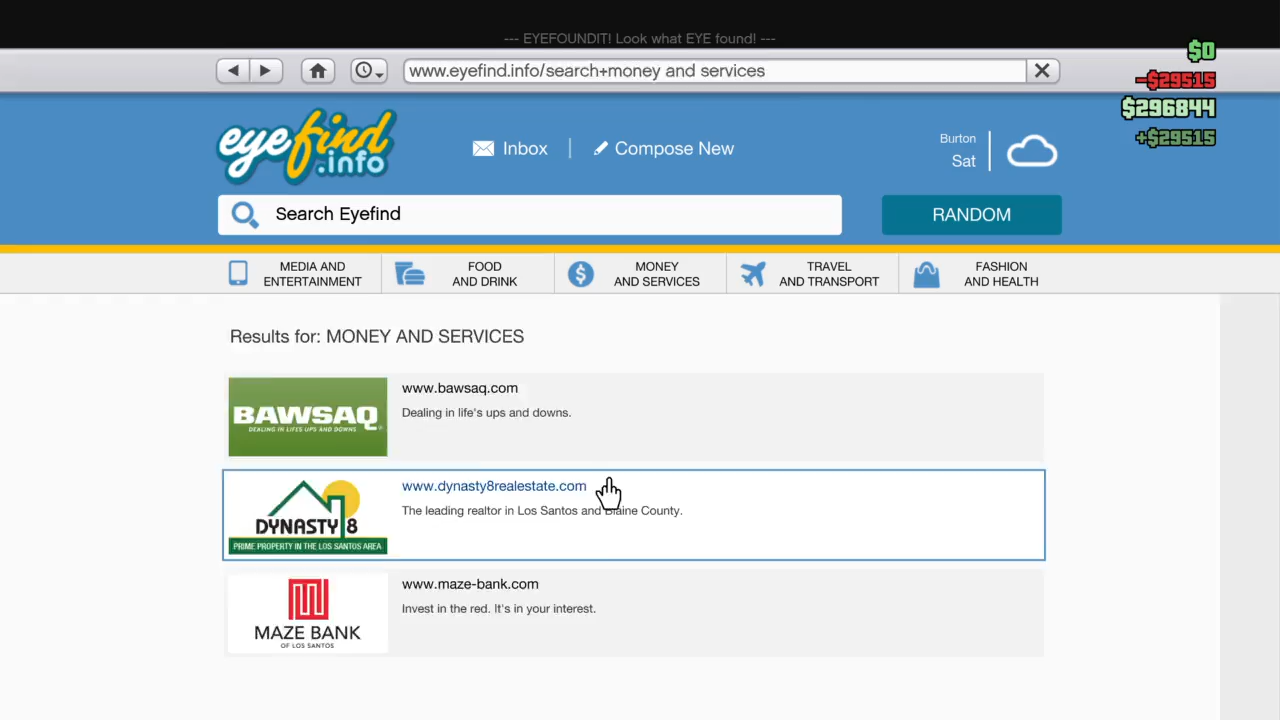 --- EYEFOUNDIT! Look what EYE found! ---
$0
www.eyefind.info/search+money and services
-$29515
$296844
+$29515
eyefind
.info
Inbox
Compose New
Burton
Sat
Search Eyefind
RANDOM
MEDIA AND
ENTERTAINMENT
FOOD
AND DRINK
MONEY
AND SERVICES
TRAVEL
AND TRANSPORT
FASHION
AND HEALTH
Results for: MONEY AND SERVICES
BAWSAQ
DEALING IN LIFE'S UPS AND DOWNS
www.bawsaq.com
Dealing in life's ups and downs.
DYNASTY 8
PRIME PROPERTY IN THE LOS SANTOS AREA
www.dynasty8realestate.com
The leading realtor in Los Santos and Blaine County.
MAZE BANK
OF LOS SANTOS
www.maze-bank.com
Invest in the red. It's in your interest.